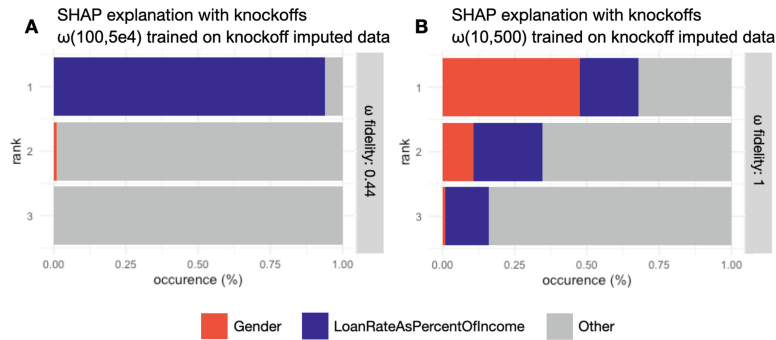 A
SHAP explanation with knockoffs
ω(100,5e4) trained on knockoff imputed data
rank
1
2
3
0.00
0.25
0.50
0.75
1.00
occurence (%)
ω fidelity: 0.44
B
SHAP explanation with knockoffs
ω(10,500) trained on knockoff imputed data
rank
1
2
3
0.00
0.25
0.50
0.75
1.00
occurence (%)
ω fidelity: 1
Gender
LoanRateAsPercentOfIncome
Other